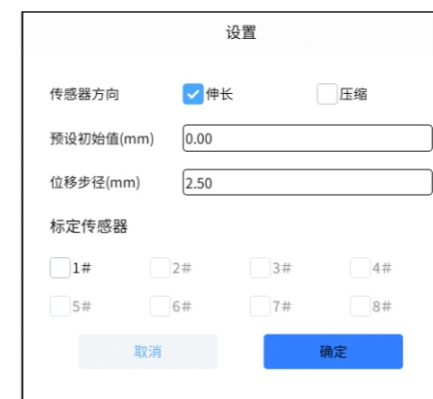 设置
传感器方向 伸长 压缩
预设初始值(mm) 0.00
位移步径(mm) 2.50
标定传感器
1# 2# 3# 4#
5# 6# 7# 8#
取消 确定